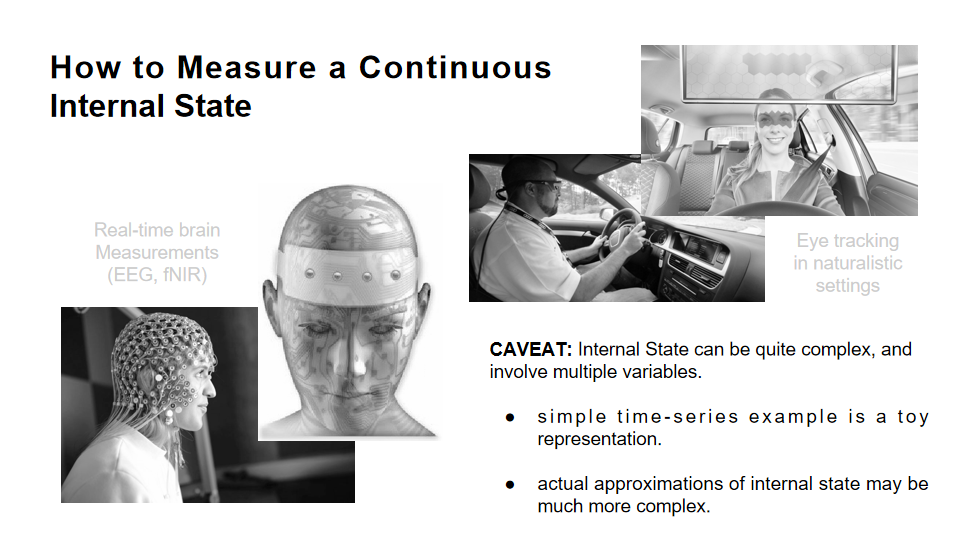 How to Measure a Continuous
Internal State
Real-time brain
Measurements
(EEG, fNIR)
Eye tracking
in naturalistic
settings
CAVEAT: Internal State can be quite complex, and
involve multiple variables.
● simple time-series example is a toy
representation.
● actual approximations of internal state may be
much more complex.